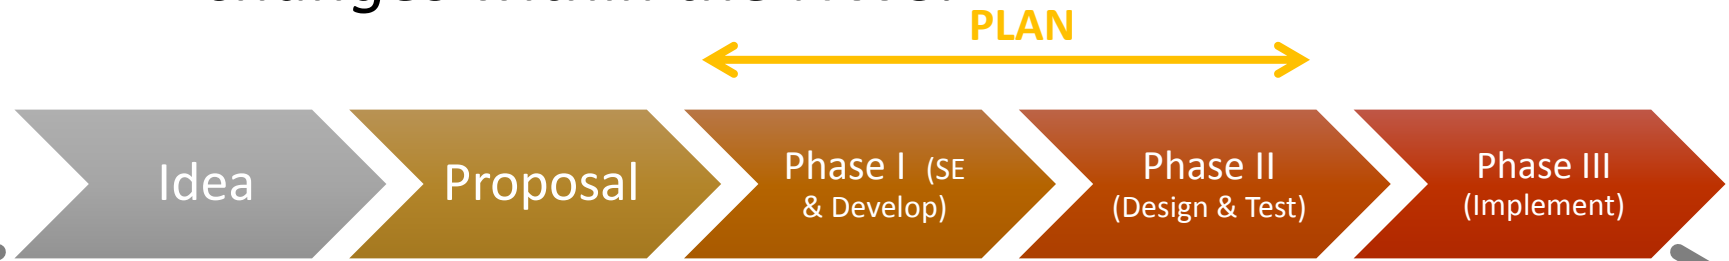 PLAN
Idea
Proposal
Phase I (SE
& Develop)
Phase II
(Design & Test)
Phase III
(Implement)